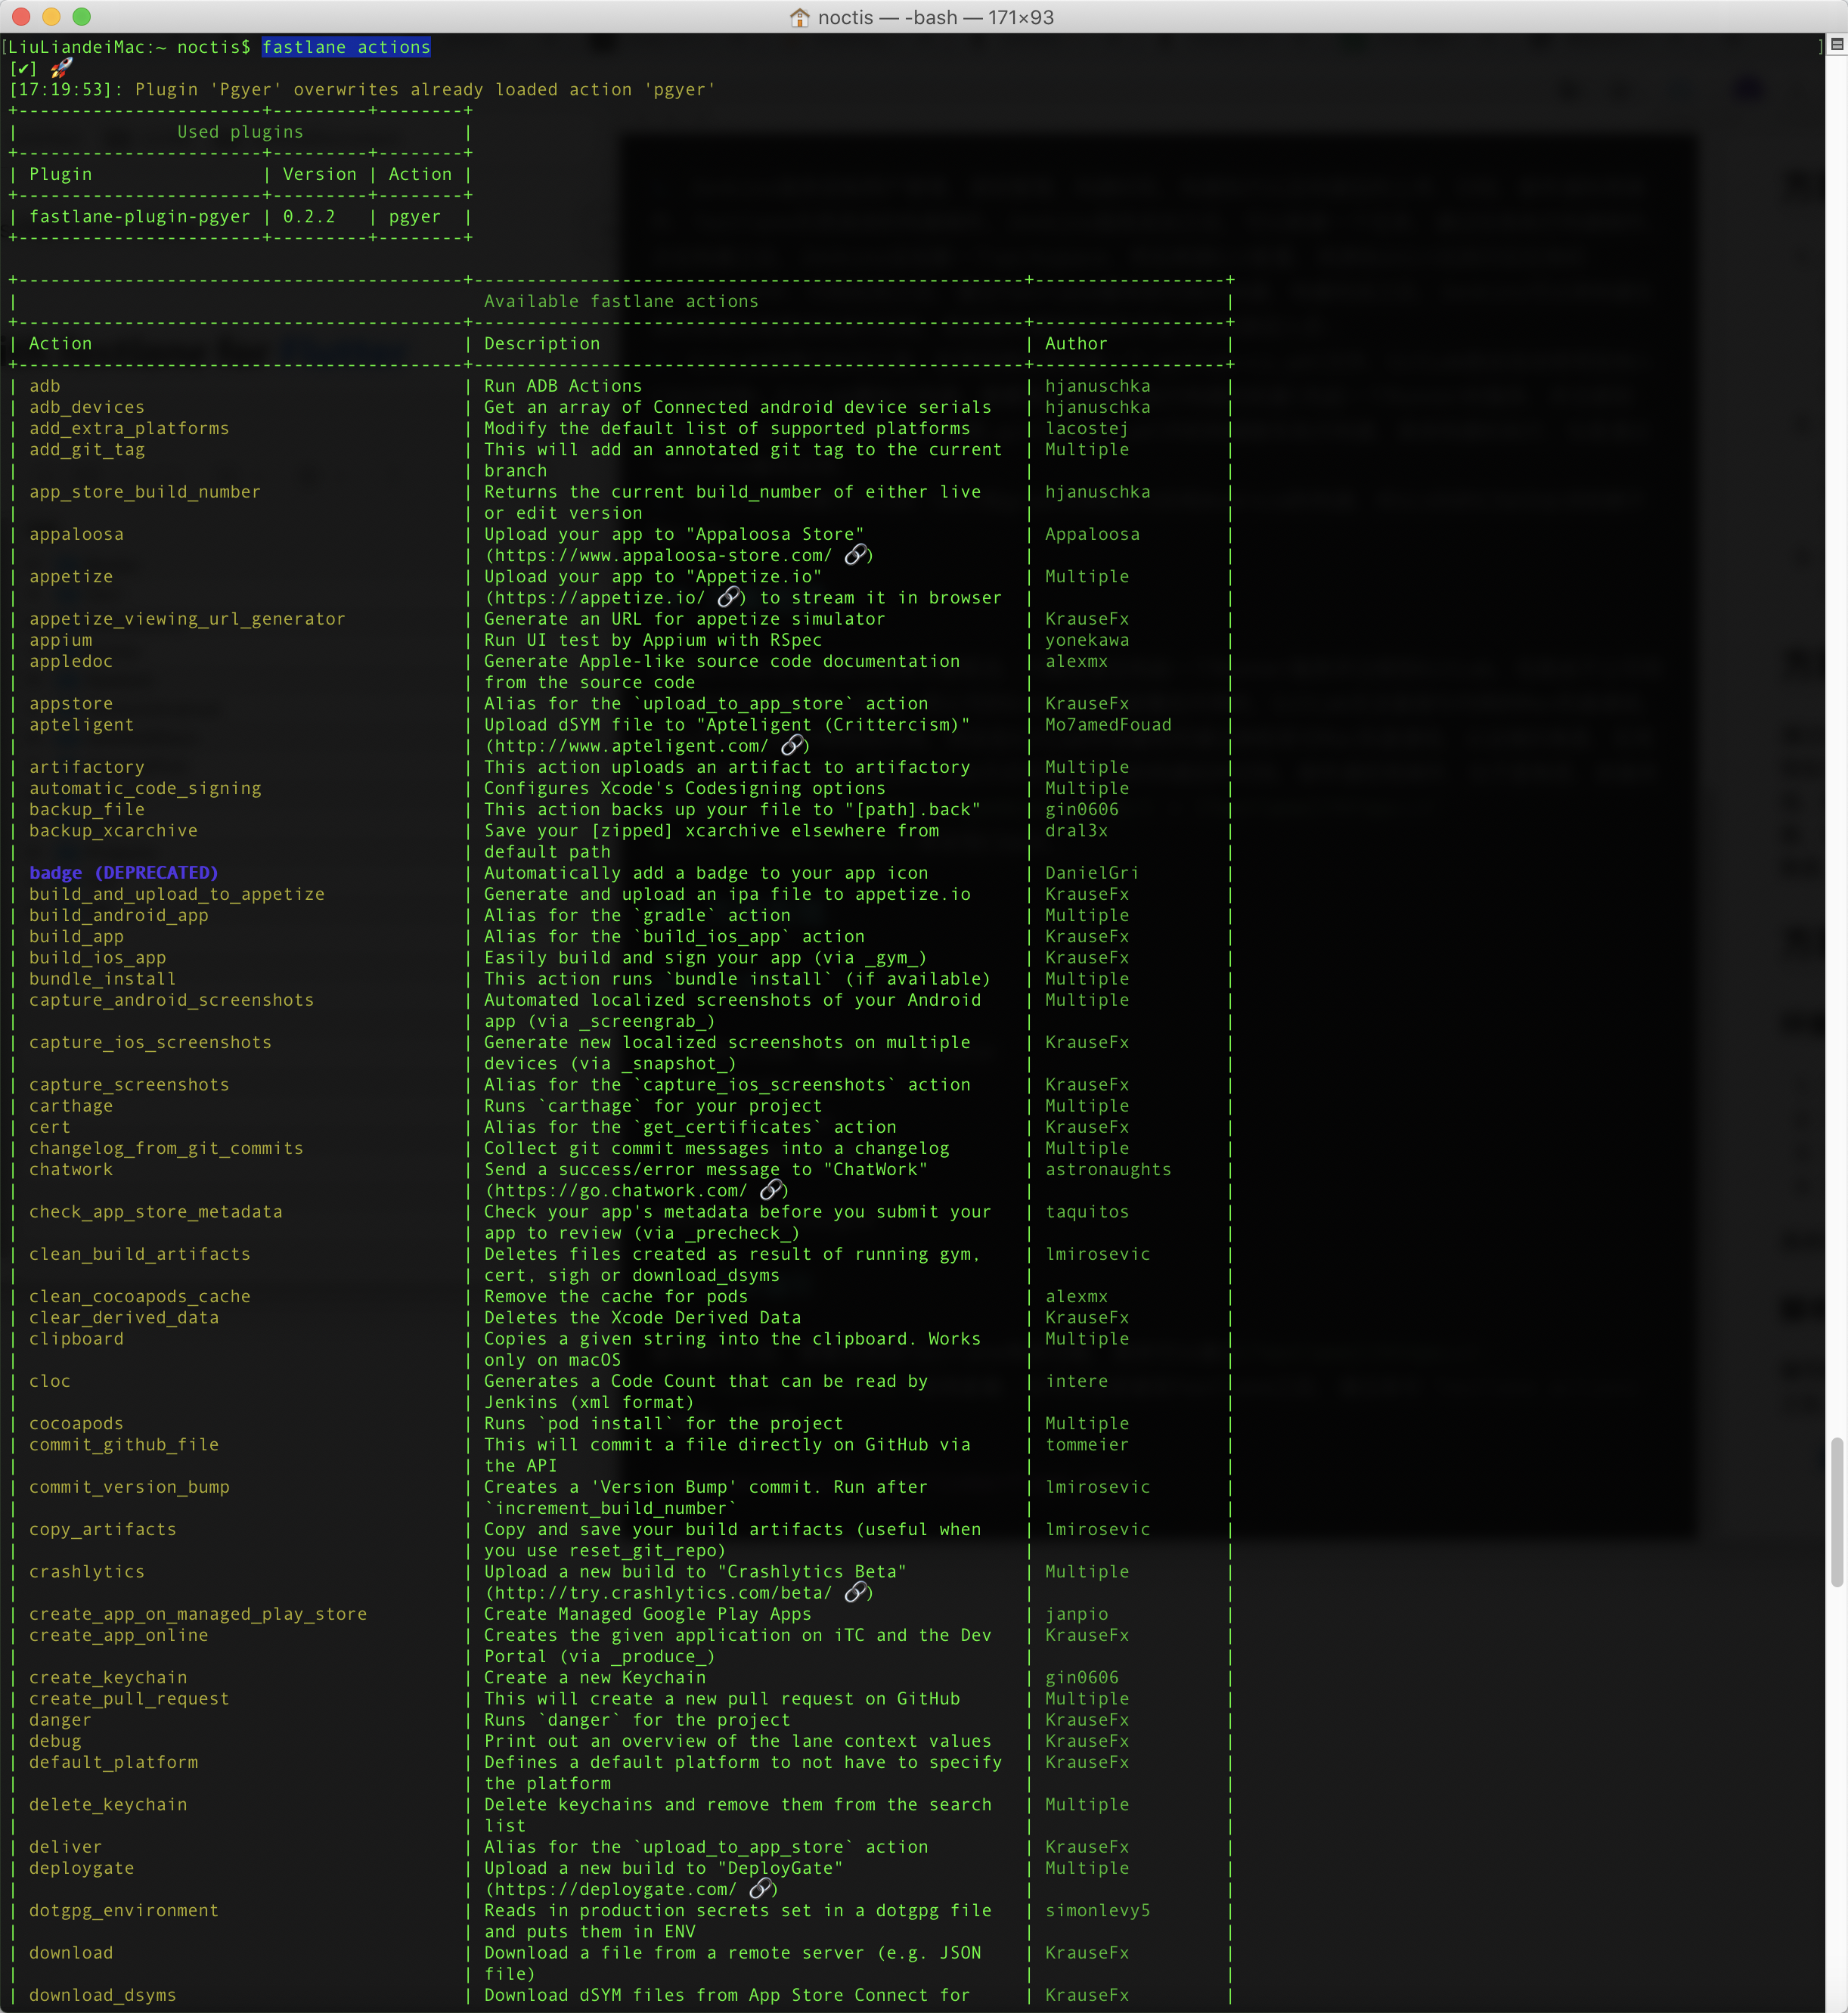 noctis — -bash — 171×93
[LiuLiandeiMac:~ noctis$ fastlane actions ]
[✔] 🚀
[17:19:53]: Plugin 'Pgyer' overwrites already loaded action 'pgyer'
+-----------------------+---------+--------+
| Used plugins |
+-----------------------+---------+--------+
| Plugin | Version | Action |
+-----------------------+---------+--------+
| fastlane-plugin-pgyer | 0.2.2 | pgyer |
+-----------------------+---------+--------+
+------------------------------------------+----------------------------------------------------+------------------+
| Available fastlane actions |
+------------------------------------------+----------------------------------------------------+------------------+
| Action | Description | Author |
+------------------------------------------+----------------------------------------------------+------------------+
| adb | Run ADB Actions | hjanuschka |
| adb_devices | Get an array of Connected android device serials | hjanuschka |
| add_extra_platforms | Modify the default list of supported platforms | lacostej |
| add_git_tag | This will add an annotated git tag to the current | Multiple |
| | branch | |
| app_store_build_number | Returns the current build_number of either live | hjanuschka |
| | or edit version | |
| appaloosa | Upload your app to "Appaloosa Store" | Appaloosa |
| | (https://www.appaloosa-store.com/ 🔗) | |
| appetize | Upload your app to "Appetize.io" | Multiple |
| | (https://appetize.io/ 🔗) to stream it in browser | |
| appetize_viewing_url_generator | Generate an URL for appetize simulator | KrauseFx |
| appium | Run UI test by Appium with RSpec | yonekawa |
| appledoc | Generate Apple-like source code documentation | alexmx |
| | from the source code | |
| appstore | Alias for the `upload_to_app_store` action | KrauseFx |
| apteligent | Upload dSYM file to "Apteligent (Crittercism)" | Mo7amedFouad |
| | (http://www.apteligent.com/ 🔗) | |
| artifactory | This action uploads an artifact to artifactory | Multiple |
| automatic_code_signing | Configures Xcode's Codesigning options | Multiple |
| backup_file | This action backs up your file to "[path].back" | gin0606 |
| backup_xcarchive | Save your [zipped] xcarchive elsewhere from | dral3x |
| | default path | |
| badge (DEPRECATED) | Automatically add a badge to your app icon | DanielGri |
| build_and_upload_to_appetize | Generate and upload an ipa file to appetize.io | KrauseFx |
| build_android_app | Alias for the `gradle` action | Multiple |
| build_app | Alias for the `build_ios_app` action | KrauseFx |
| build_ios_app | Easily build and sign your app (via _gym_) | KrauseFx |
| bundle_install | This action runs `bundle install` (if available) | Multiple |
| capture_android_screenshots | Automated localized screenshots of your Android | Multiple |
| | app (via _screengrab_) | |
| capture_ios_screenshots | Generate new localized screenshots on multiple | KrauseFx |
| | devices (via _snapshot_) | |
| capture_screenshots | Alias for the `capture_ios_screenshots` action | KrauseFx |
| carthage | Runs `carthage` for your project | Multiple |
| cert | Alias for the `get_certificates` action | KrauseFx |
| changelog_from_git_commits | Collect git commit messages into a changelog | Multiple |
| chatwork | Send a success/error message to "ChatWork" | astronaughts |
| | (https://go.chatwork.com/ 🔗) | |
| check_app_store_metadata | Check your app's metadata before you submit your | taquitos |
| | app to review (via _precheck_) | |
| clean_build_artifacts | Deletes files created as result of running gym, | lmirosevic |
| | cert, sigh or download_dsyms | |
| clean_cocoapods_cache | Remove the cache for pods | alexmx |
| clear_derived_data | Deletes the Xcode Derived Data | KrauseFx |
| clipboard | Copies a given string into the clipboard. Works | Multiple |
| | only on macOS | |
| cloc | Generates a Code Count that can be read by | intere |
| | Jenkins (xml format) | |
| cocoapods | Runs `pod install` for the project | Multiple |
| commit_github_file | This will commit a file directly on GitHub via | tommeier |
| | the API | |
| commit_version_bump | Creates a 'Version Bump' commit. Run after | lmirosevic |
| | `increment_build_number` | |
| copy_artifacts | Copy and save your build artifacts (useful when | lmirosevic |
| | you use reset_git_repo) | |
| crashlytics | Upload a new build to "Crashlytics Beta" | Multiple |
| | (http://try.crashlytics.com/beta/ 🔗) | |
| create_app_on_managed_play_store | Create Managed Google Play Apps | janpio |
| create_app_online | Creates the given application on iTC and the Dev | KrauseFx |
| | Portal (via _produce_) | |
| create_keychain | Create a new Keychain | gin0606 |
| create_pull_request | This will create a new pull request on GitHub | Multiple |
| danger | Runs `danger` for the project | KrauseFx |
| debug | Print out an overview of the lane context values | KrauseFx |
| default_platform | Defines a default platform to not have to specify | KrauseFx |
| | the platform | |
| delete_keychain | Delete keychains and remove them from the search | Multiple |
| | list | |
| deliver | Alias for the `upload_to_app_store` action | KrauseFx |
| deploygate | Upload a new build to "DeployGate" | Multiple |
| | (https://deploygate.com/ 🔗) | |
| dotgpg_environment | Reads in production secrets set in a dotgpg file | simonlevy5 |
| | and puts them in ENV | |
| download | Download a file from a remote server (e.g. JSON | KrauseFx |
| | file) | |
| download_dsyms | Download dSYM files from App Store Connect for | KrauseFx |